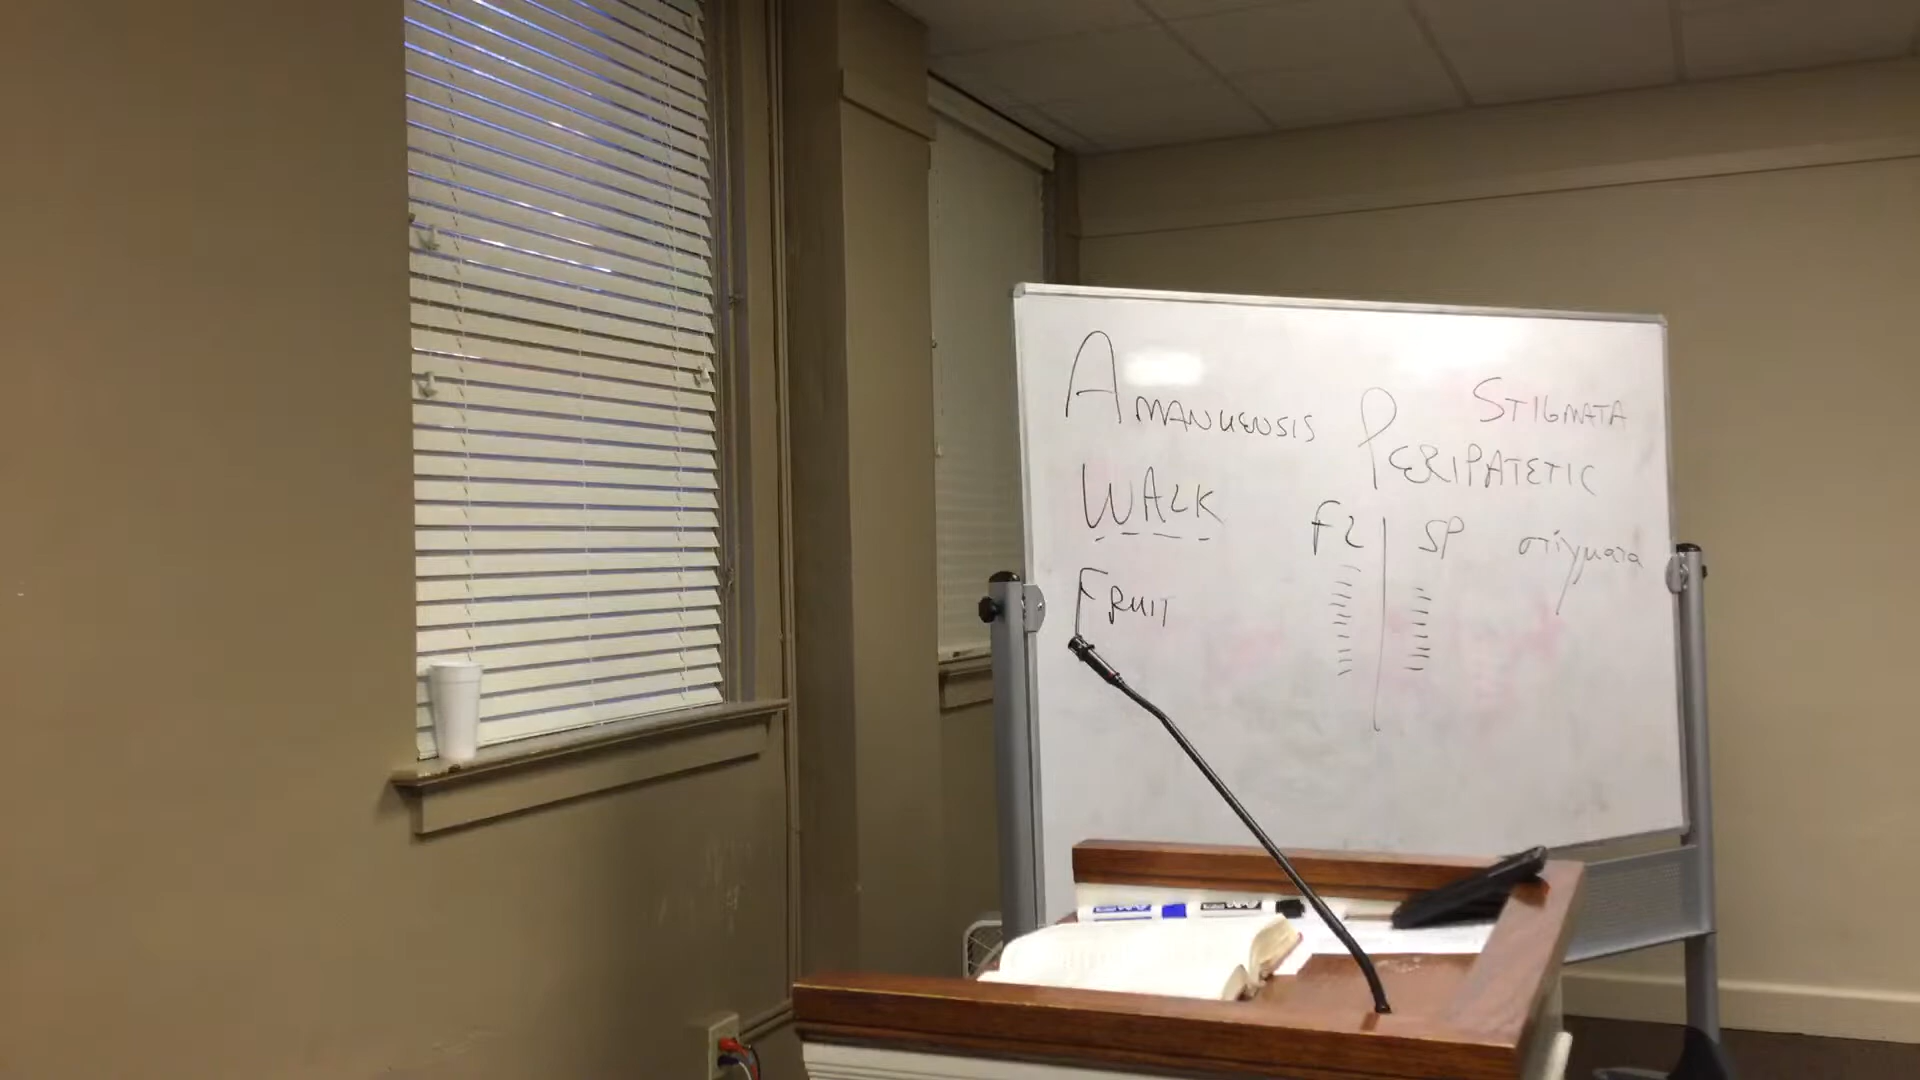 AMANUENSIS
STIGMATA
PERIPATETIC
WALK
FL SP στίγματα
FRUIT